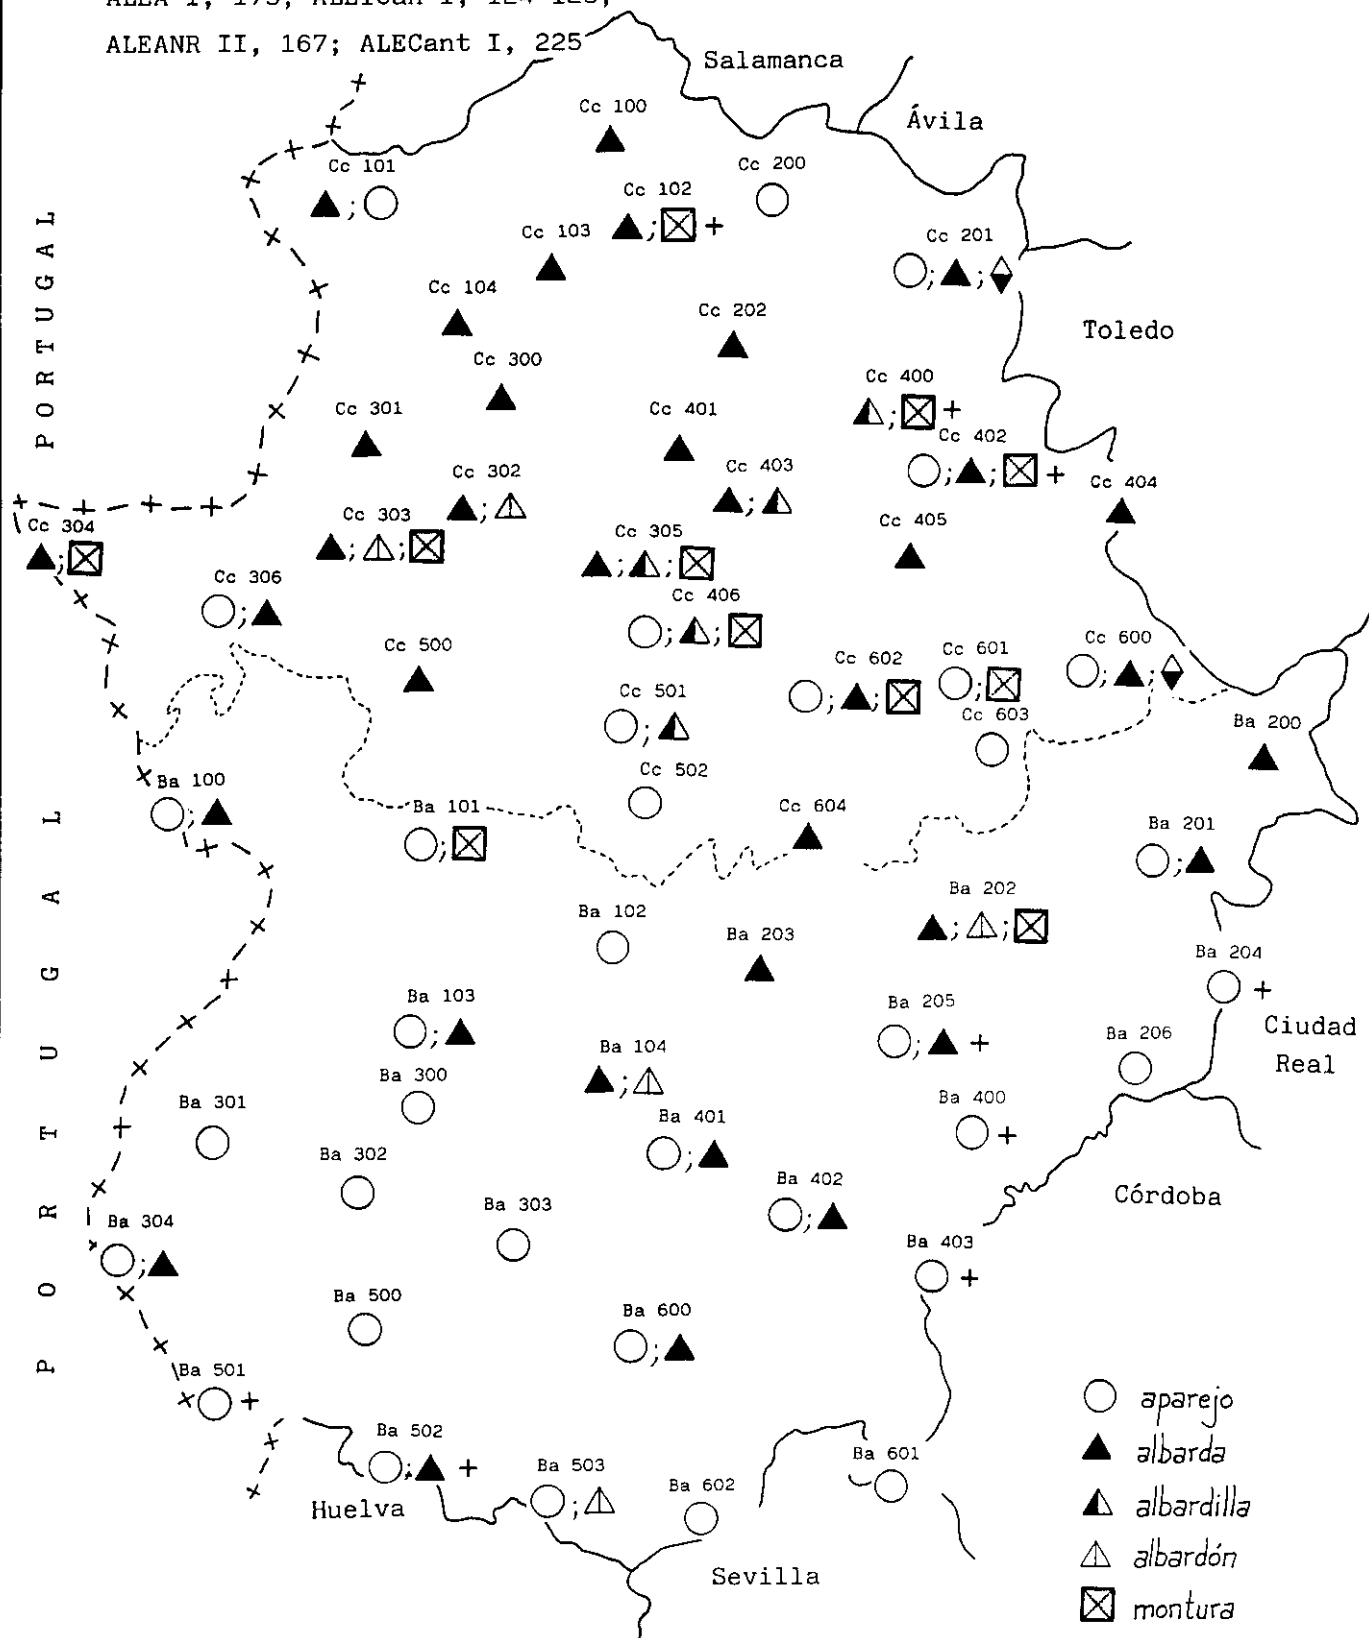 ALEANR II, 167; ALECant I, 225
Salamanca
Ávila
Cc 100
Cc 101
Cc 200
Cc 102
Cc 103
Cc 201
Cc 104
Cc 202
Toledo
Cc 300
Cc 400
Cc 301
Cc 401
Cc 402
Cc 302
Cc 403
Cc 404
Cc 303
Cc 304
Cc 305
Cc 405
Cc 306
Cc 406
Cc 500
Cc 602
Cc 601
Cc 600
Cc 501
Cc 603
Ba 200
Cc 502
Ba 100
Ba 101
Cc 604
Ba 201
Ba 202
Ba 102
Ba 203
Ba 204
Ba 103
Ba 205
Ciudad
Real
Ba 206
Ba 104
Ba 300
Ba 301
Ba 400
Ba 401
Ba 302
Ba 402
Córdoba
Ba 303
Ba 304
Ba 403
Ba 500
Ba 600
Ba 501
Ba 502
Ba 503
Ba 601
Ba 602
Huelva
Sevilla
PORTUGAL
PORTUGAL
aparejo
albarda
albardilla
albardón
montura